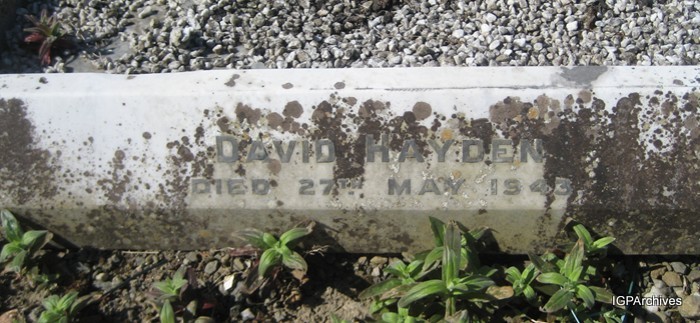 DAVID HAYDEN
DIED 27TH MAY 1943
IGPArchives